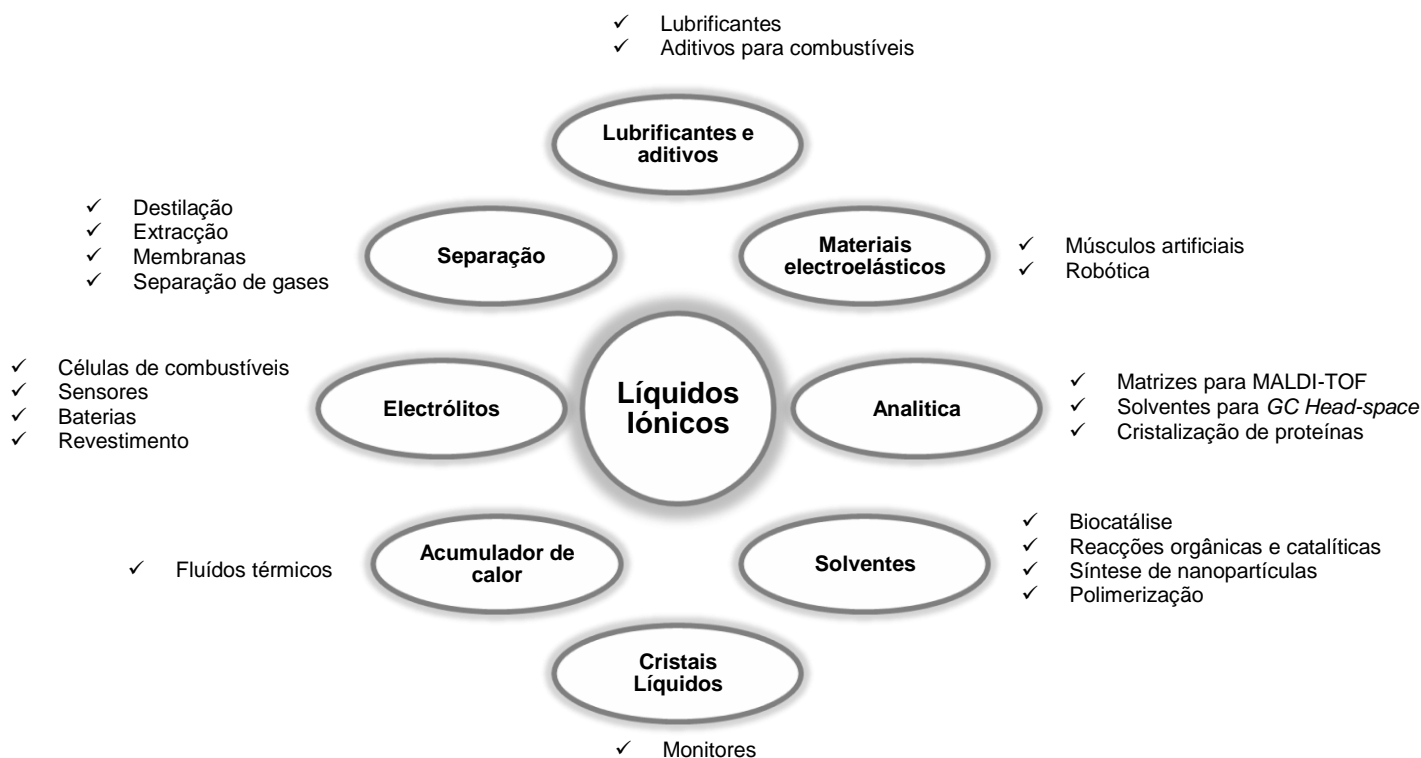 ✓ Lubrificantes
✓ Aditivos para combustíveis
Lubrificantes e
aditivos
✓ Destilação
✓ Extracção
✓ Membranas
✓ Separação de gases
Separação
Materiais
electroelásticos
✓ Músculos artificiais
✓ Robótica
✓ Células de combustíveis
✓ Sensores
✓ Baterias
✓ Revestimento
Electrólitos
Líquidos
Iónicos
Analitica
✓ Matrizes para MALDI-TOF
✓ Solventes para GC Head-space
✓ Cristalização de proteínas
✓ Fluídos térmicos
Acumulador de
calor
Solventes
✓ Biocatálise
✓ Reacções orgânicas e catalíticas
✓ Síntese de nanopartículas
✓ Polimerização
Cristais
Líquidos
✓ Monitores